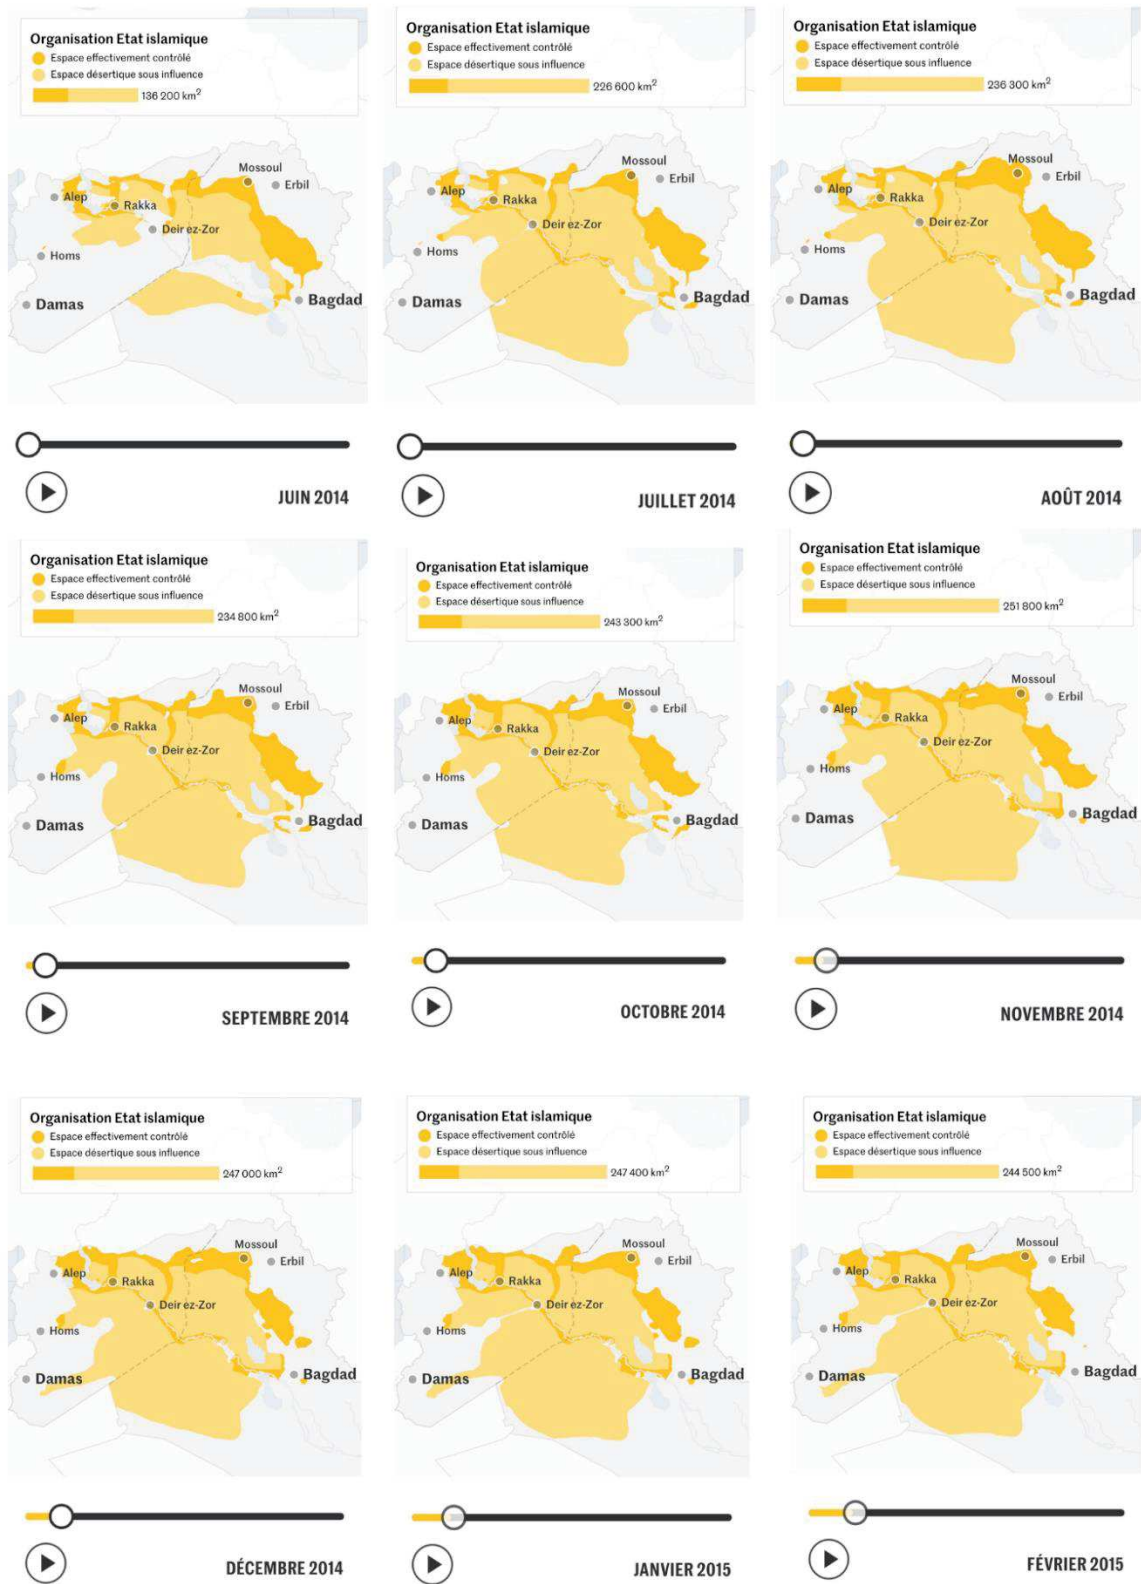 Organisation Etat islamique
Espace effectivement contrôlé
Espace désertique sous influence
136 200 km²
Mossoul
Erbil
Alep
Rakka
Deir ez-Zor
Homs
Damas
Bagdad
JUIN 2014
Organisation Etat islamique
Espace effectivement contrôlé
Espace désertique sous influence
226 600 km²
Mossoul
Erbil
Alep
Rakka
Deir ez-Zor
Homs
Damas
Bagdad
JUILLET 2014
Organisation Etat islamique
Espace effectivement contrôlé
Espace désertique sous influence
236 300 km²
Mossoul
Erbil
Alep
Rakka
Deir ez-Zor
Homs
Damas
Bagdad
AOÛT 2014
Organisation Etat islamique
Espace effectivement contrôlé
Espace désertique sous influence
234 800 km²
Mossoul
Erbil
Alep
Rakka
Deir ez-Zor
Homs
Damas
Bagdad
SEPTEMBRE 2014
Organisation Etat islamique
Espace effectivement contrôlé
Espace désertique sous influence
243 300 km²
Mossoul
Erbil
Alep
Rakka
Deir ez-Zor
Homs
Damas
Bagdad
OCTOBRE 2014
Organisation Etat islamique
Espace effectivement contrôlé
Espace désertique sous influence
251 800 km²
Mossoul
Erbil
Alep
Rakka
Deir ez-Zor
Homs
Damas
Bagdad
NOVEMBRE 2014
Organisation Etat islamique
Espace effectivement contrôlé
Espace désertique sous influence
247 000 km²
Mossoul
Erbil
Alep
Rakka
Deir ez-Zor
Homs
Damas
Bagdad
DÉCEMBRE 2014
Organisation Etat islamique
Espace effectivement contrôlé
Espace désertique sous influence
247 400 km²
Mossoul
Erbil
Alep
Rakka
Deir ez-Zor
Homs
Damas
Bagdad
JANVIER 2015
Organisation Etat islamique
Espace effectivement contrôlé
Espace désertique sous influence
244 500 km²
Mossoul
Erbil
Alep
Rakka
Deir ez-Zor
Homs
Damas
Bagdad
FÉVRIER 2015